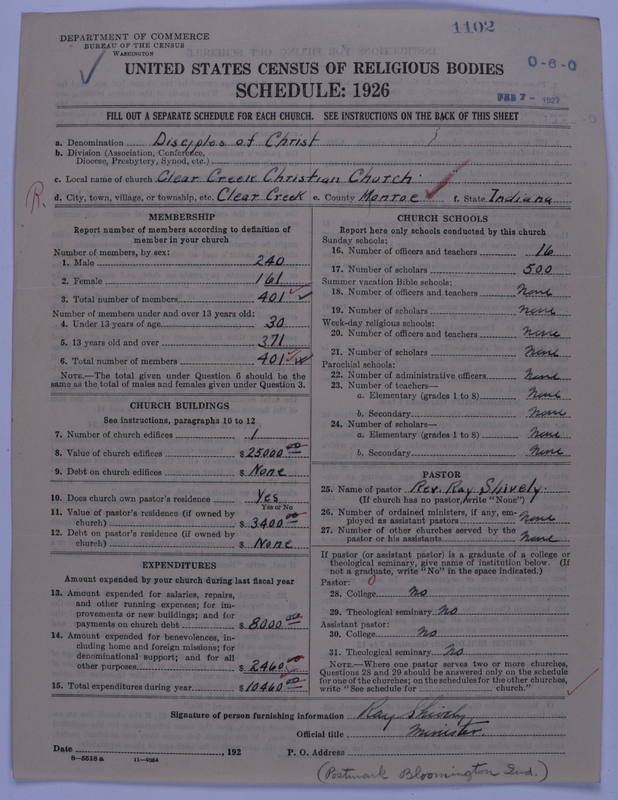 1102
DEPARTMENT OF COMMERCE
BUREAU OF THE CENSUS
WASHINGTON
UNITED STATES CENSUS OF RELIGIOUS BODIES
0-6-0
SCHEDULE: 1926
FEB 7 - 1927
FILL OUT A SEPARATE SCHEDULE FOR EACH CHURCH. SEE INSTRUCTIONS ON THE BACK OF THIS SHEET
a. Denomination Disciples of Christ
b. Division (Association, Conference,
Diocese, Presbytery, Synod, etc.)
c. Local name of church Clear Creek Christian Church.
R. d. City, town, village, or township, etc. Clear Creek e. County Monroe f. State Indiana
MEMBERSHIP
Report number of members according to definition of
member in your church
Number of members, by sex:
1. Male 240
2. Female 161
3. Total number of members 401
Number of members under and over 13 years old:
4. Under 13 years of age 30
5. 13 years old and over 371
6. Total number of members 401
NOTE.—The total given under Question 6 should be the
same as the total of males and females given under Question 3.
CHURCH BUILDINGS
See instructions, paragraphs 10 to 12
7. Number of church edifices 1
8. Value of church edifices $25000 00
9. Debt on church edifices $ None
10. Does church own pastor's residence Yes
Yes or No
11. Value of pastor's residence (if owned by
church) $ 3400 00
12. Debt on pastor's residence (if owned by
church) $ None
EXPENDITURES
Amount expended by your church during last fiscal year
13. Amount expended for salaries, repairs,
and other running expenses; for im-
provements or new buildings; and for
payments on church debt $ 8000 00
14. Amount expended for benevolences, in-
cluding home and foreign missions; for
denominational support; and for all
other purposes $ 2460 00
15. Total expenditures during year $ 10460 00
CHURCH SCHOOLS
Report here only schools conducted by this church
Sunday schools:
16. Number of officers and teachers 16
17. Number of scholars 500
Summer vacation Bible schools:
18. Number of officers and teachers None
19. Number of scholars None
Week-day religious schools:
20. Number of officers and teachers None
21. Number of scholars None
Parochial schools:
22. Number of administrative officers None
23. Number of teachers—
a. Elementary (grades 1 to 8) None
b. Secondary None
24. Number of scholars—
a. Elementary (grades 1 to 8) None
b. Secondary None
PASTOR
25. Name of pastor Rev. Ray Shively.
(If church has no pastor, write "None")
26. Number of ordained ministers, if any, em-
ployed as assistant pastors None
27. Number of other churches served by the
pastor or his assistants None
If pastor (or assistant pastor) is a graduate of a college or
theological seminary, give name of institution below. (If
not a graduate, write "No" in the space indicated.)
Pastor:
28. College No
29. Theological seminary No
Assistant pastor:
30. College No
31. Theological seminary No
NOTE.—Where one pastor serves two or more churches,
Questions 28 and 29 should be answered only on the schedule
for one of the churches; on the schedules for the other churches,
write "See schedule for church."
Signature of person furnishing information Ray Shively
Official title Minister
Date , 192 P. O. Address
8-5518a 11-9264
(Postmark Bloomington Ind.)